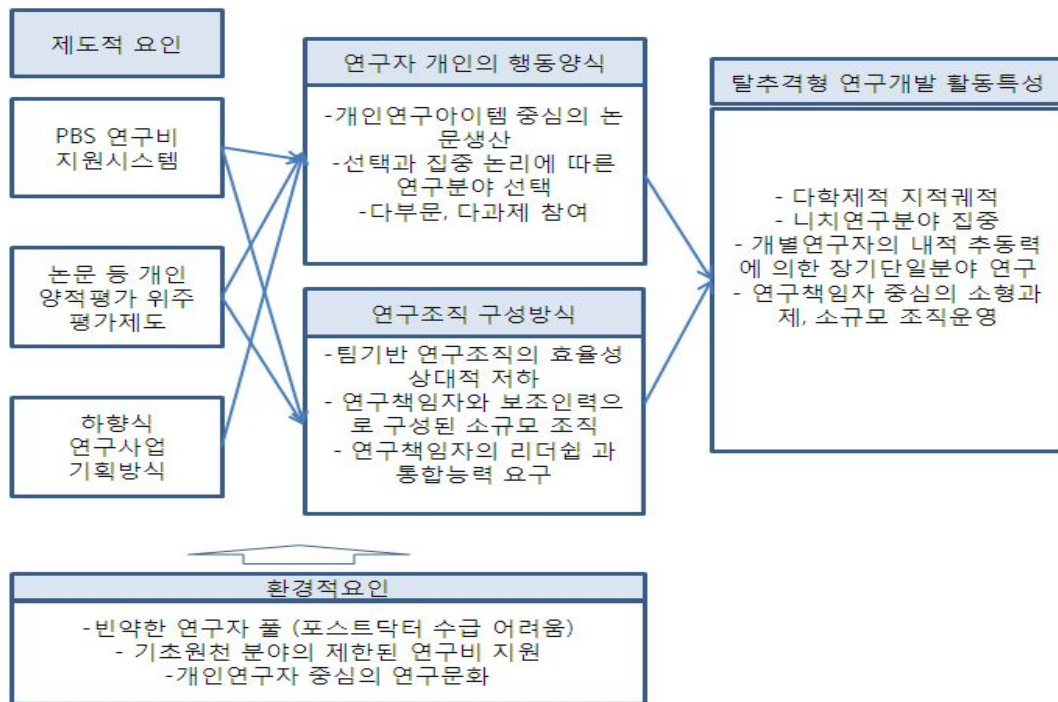 제도적 요인
PBS 연구비
지원시스템
논문 등 개인
양적평가 위주
평가제도
하향식
연구사업
기획방식
연구자 개인의 행동양식
-개인연구아이템 중심의 논
문생산
-선택과 집중 논리에 따른
연구분야 선택
-다부문, 다과제 참여
연구조직 구성방식
-팀기반 연구조직의 효율성
상대적 저하
- 연구책임자와 보조인력으
로 구성된 소규모 조직
- 연구책임자의 리더쉽 과
통합능력 요구
탈추격형 연구개발 활동특성
- 다학제적 지적궤적
- 니치연구분야 집중
- 개별연구자의 내적 추동력
에 의한 장기단일분야 연구
- 연구책임자 중심의 소형과
제, 소규모 조직운영
환경적요인
-빈약한 연구자 풀 (포스트닥터 수급 어려움)
- 기초원천 분야의 제한된 연구비 지원
-개인연구자 중심의 연구문화